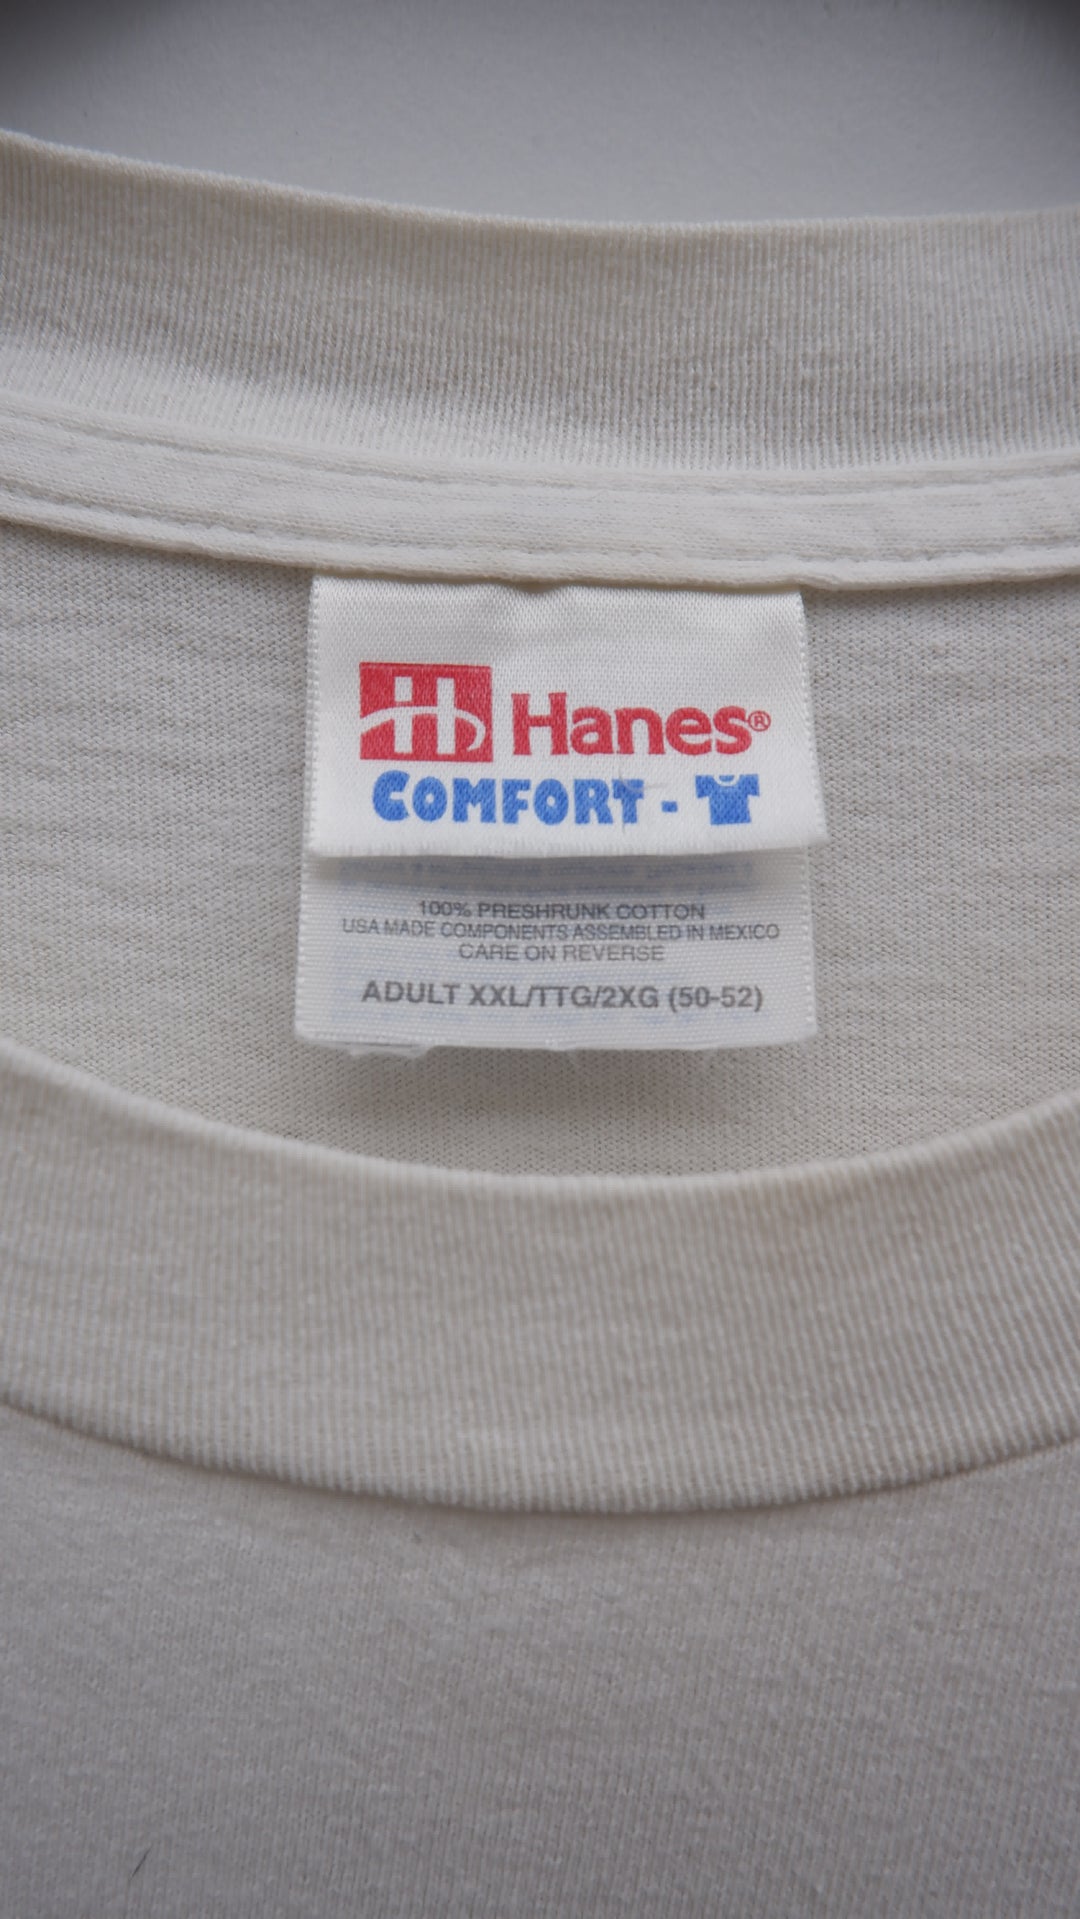 H Hanes®
COMFORT -
100% PRESHRUNK COTTON
USA MADE COMPONENTS ASSEMBLED IN MEXICO
CARE ON REVERSE
ADULT XXL/TTG/2XG (50-52)